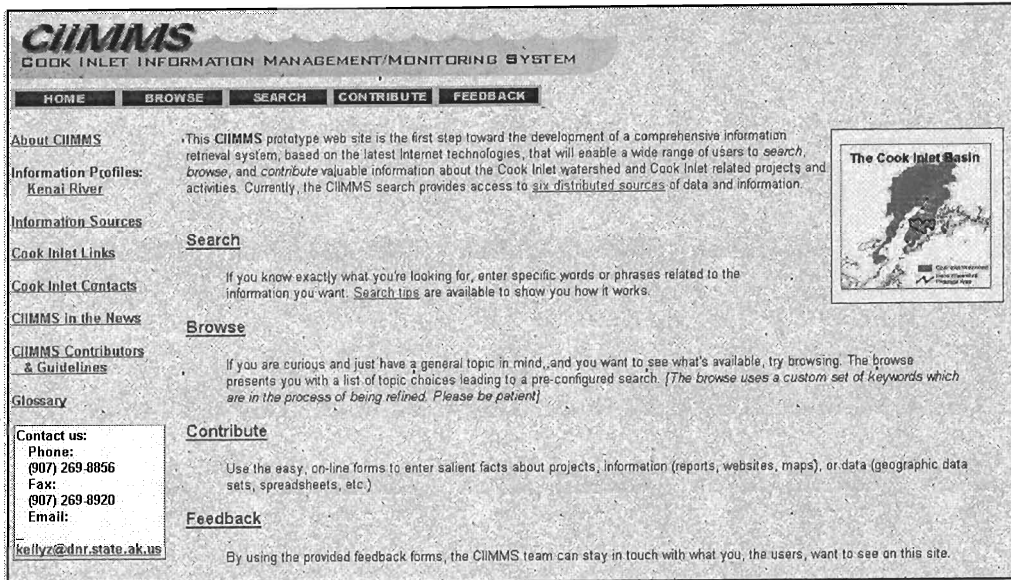 CIIMMS
COOK INLET INFORMATION MANAGEMENT/MONITORING SYSTEM
HOME BROWSE SEARCH CONTRIBUTE FEEDBACK
About CIIMMS
Information Profiles:
Kenai River
Information Sources
Cook Inlet Links
Cook Inlet Contacts
CIIMMS in the News
CIIMMS Contributors
& Guidelines
Glossary
Contact us:
Phone:
(907) 269-8856
Fax:
(907) 269-8920
Email:
kellyz@dnr.state.ak.us
This CIIMMS prototype web site is the first step toward the development of a comprehensive information
retrieval system, based on the latest Internet technologies, that will enable a wide range of users to search,
browse, and contribute valuable information about the Cook Inlet watershed and Cook Inlet related projects and
activities. Currently, the CIIMMS search provides access to six distributed sources of data and information.
The Cook Inlet Basin
Search
If you know exactly what you're looking for, enter specific words or phrases related to the
information you want. Search tips are available to show you how it works.
Browse
If you are curious and just have a general topic in mind, and you want to see what's available, try browsing. The browse
presents you with a list of topic choices leading to a pre-configured search. [The browse uses a custom set of keywords which
are in the process of being refined. Please be patient]
Contribute
Use the easy, on-line forms to enter salient facts about projects, information (reports, websites, maps), or data (geographic data
sets, spreadsheets, etc.)
Feedback
By using the provided feedback forms, the CIIMMS team can stay in touch with what you, the users, want to see on this site.